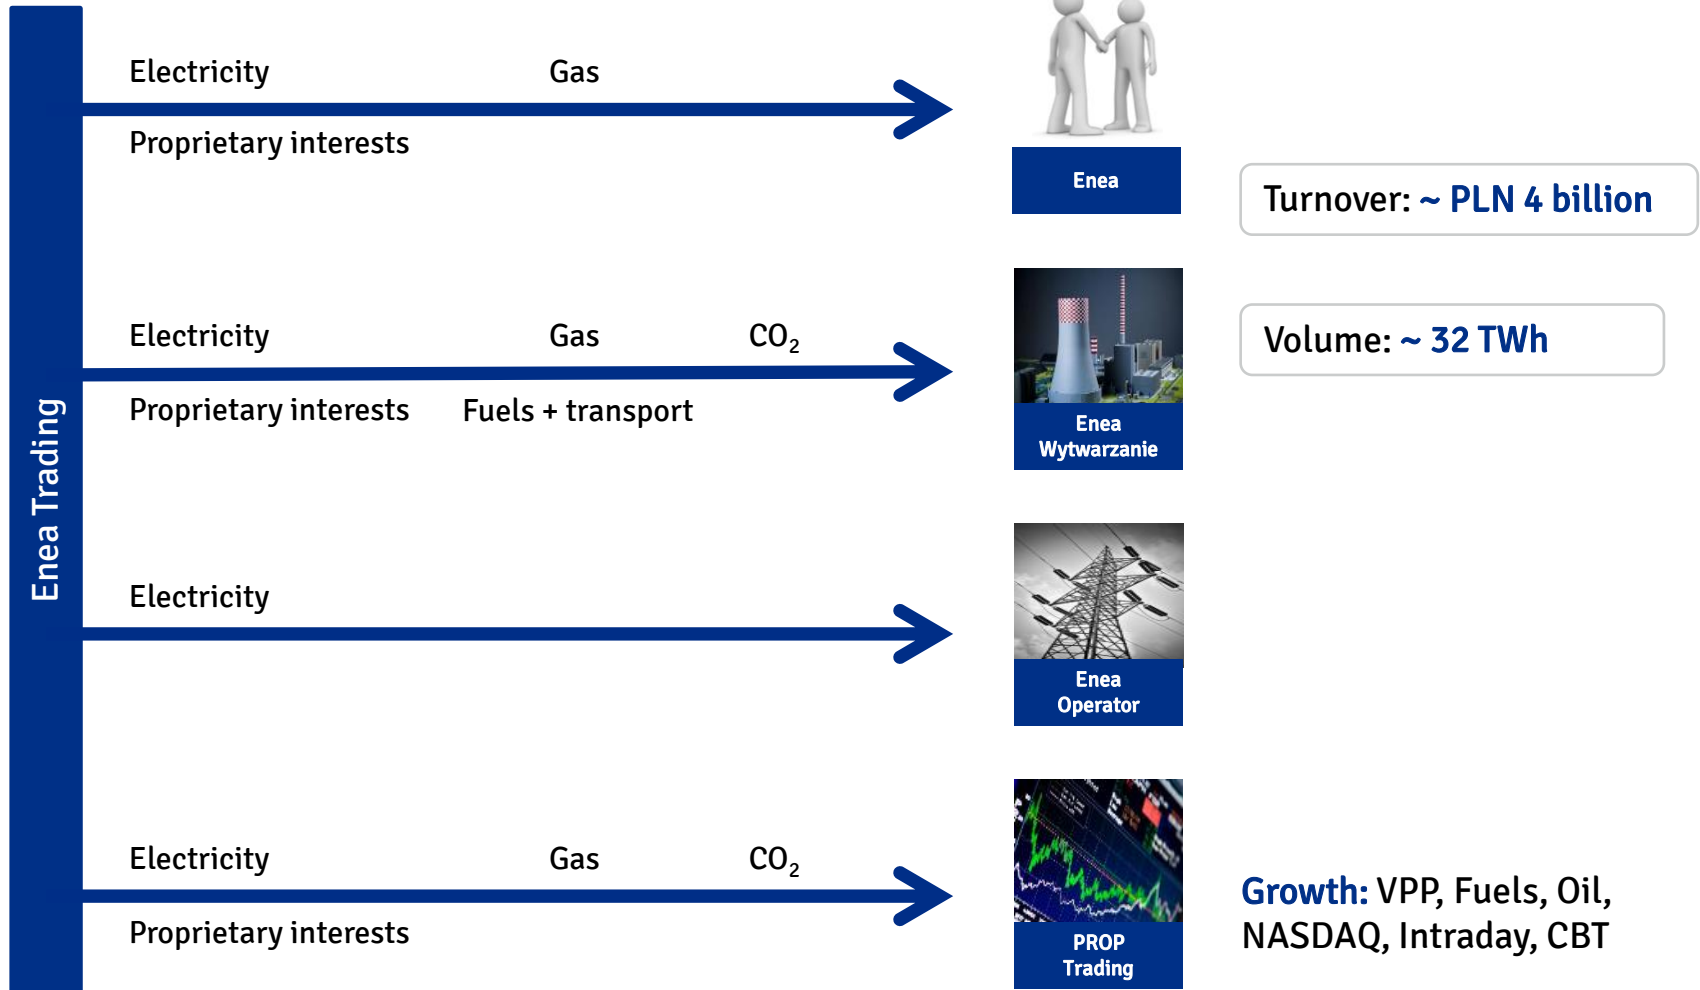 Enea Trading
Electricity Gas
Proprietary interests
Enea
Turnover: ~ PLN 4 billion
Electricity Gas CO₂
Proprietary interests Fuels + transport
Enea
Wytwarzanie
Volume: ~ 32 TWh
Electricity
Enea
Operator
Electricity Gas CO₂
Proprietary interests
PROP
Trading
Growth: VPP, Fuels, Oil,
NASDAQ, Intraday, CBT